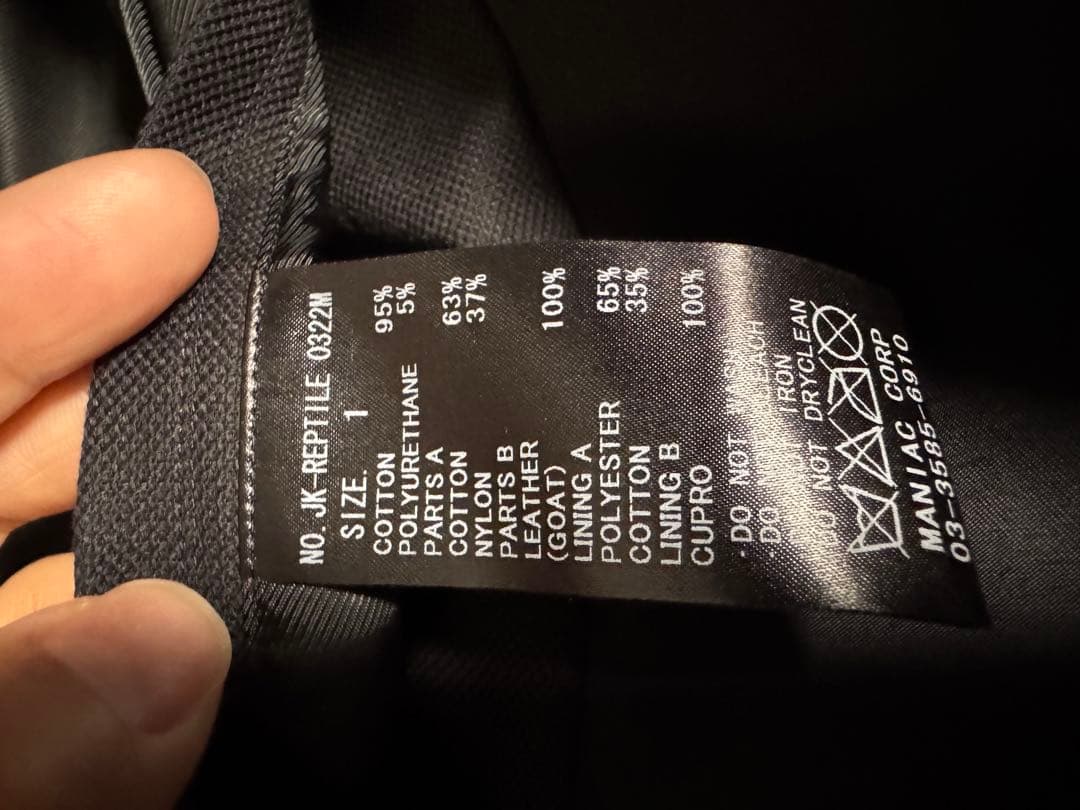 NO. JK-REPTILE 0322M
SIZE. 1
COTTON 95%
POLYURETHANE 5%
PARTS A
COTTON 63%
NYLON 37%
PARTS B
LEATHER
(GOAT) 100%
LINING A
POLYESTER 65%
COTTON 35%
LINING B
CUPRO 100%
・DO NOT
・DO IRON
NOT DRYCLEAN
MANIAC CORP
03-3585-6910